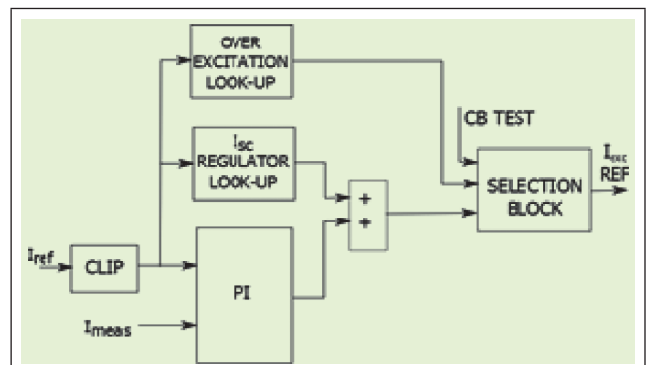 OVER
EXCITATION
LOOK-UP
CB TEST
Isc
REGULATOR
LOOK-UP
Iexc
REF
SELECTION
BLOCK
+
+
Iref
CLIP
PI
Imeas